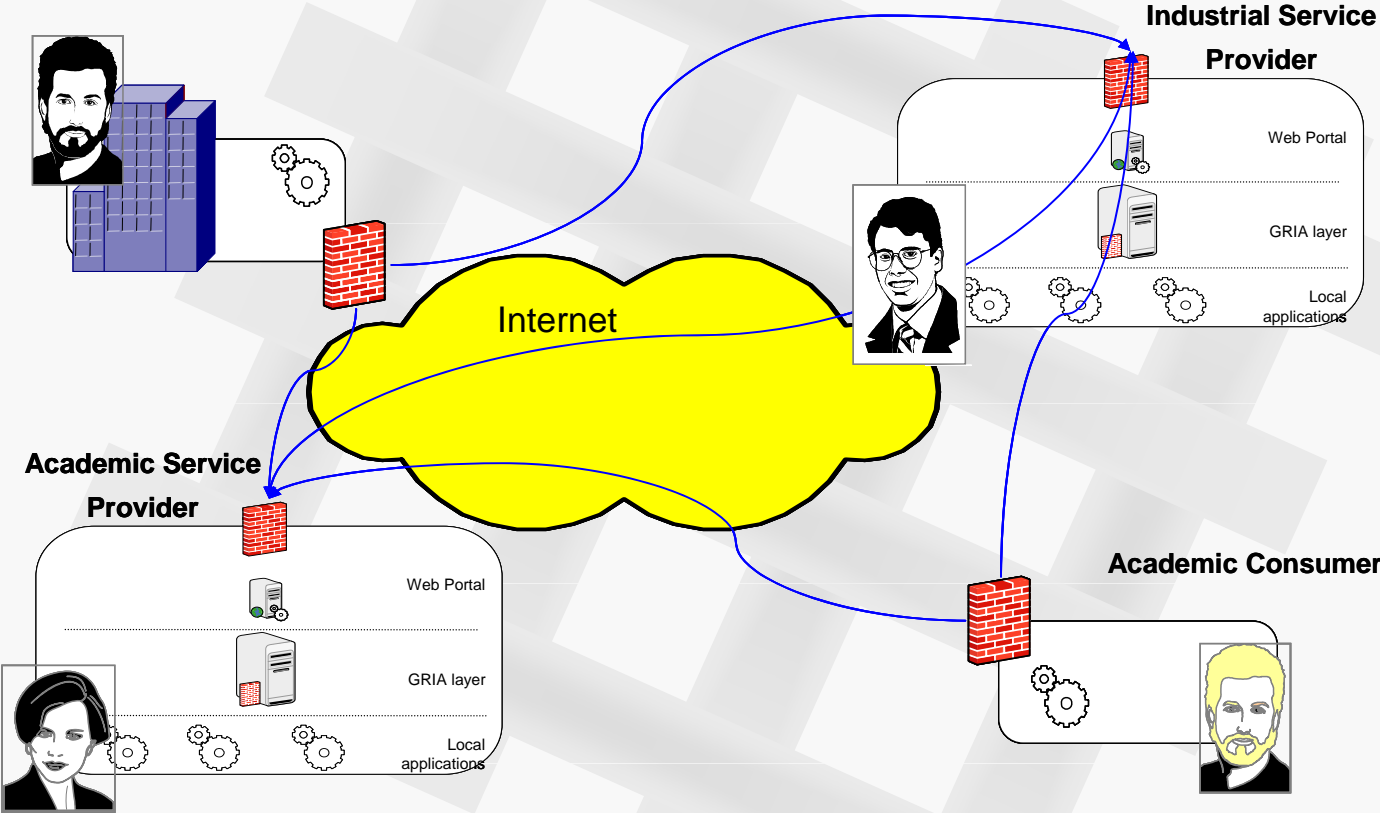 Industrial Service
Provider
Web Portal
GRIA layer
Local
applications
Internet
Academic Service
Provider
Web Portal
GRIA layer
Local
applications
Academic Consumer